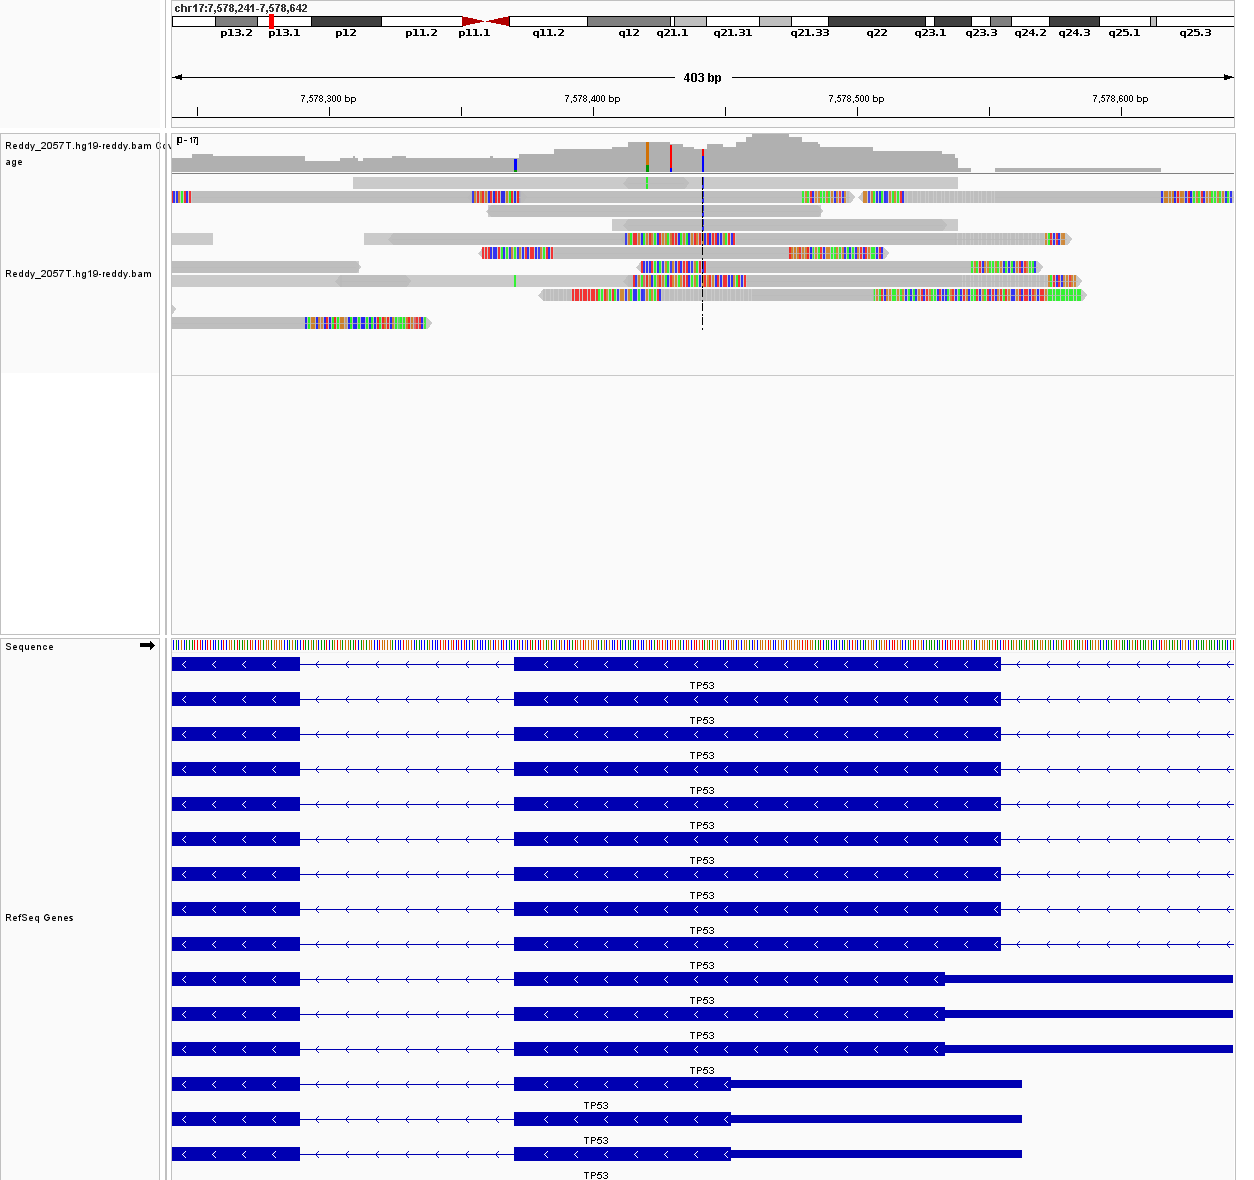 chr17:7,578,241-7,578,642
p13.2 p13.1 p12 p11.2 p11.1 q11.2 q12 q21.1 q21.31 q21.33 q22 q23.1 q23.3 q24.2 q24.3 q25.1 q25.3
403 bp
7,578,300 bp 7,578,400 bp 7,578,500 bp 7,578,600 bp
[0 - 17]
Reddy_2057T.hg19-reddy.bam Cov
age
Reddy_2057T.hg19-reddy.bam
Sequence
TP53
TP53
TP53
TP53
TP53
TP53
TP53
RefSeq Genes
TP53
TP53
TP53
TP53
TP53
TP53
TP53
TP53